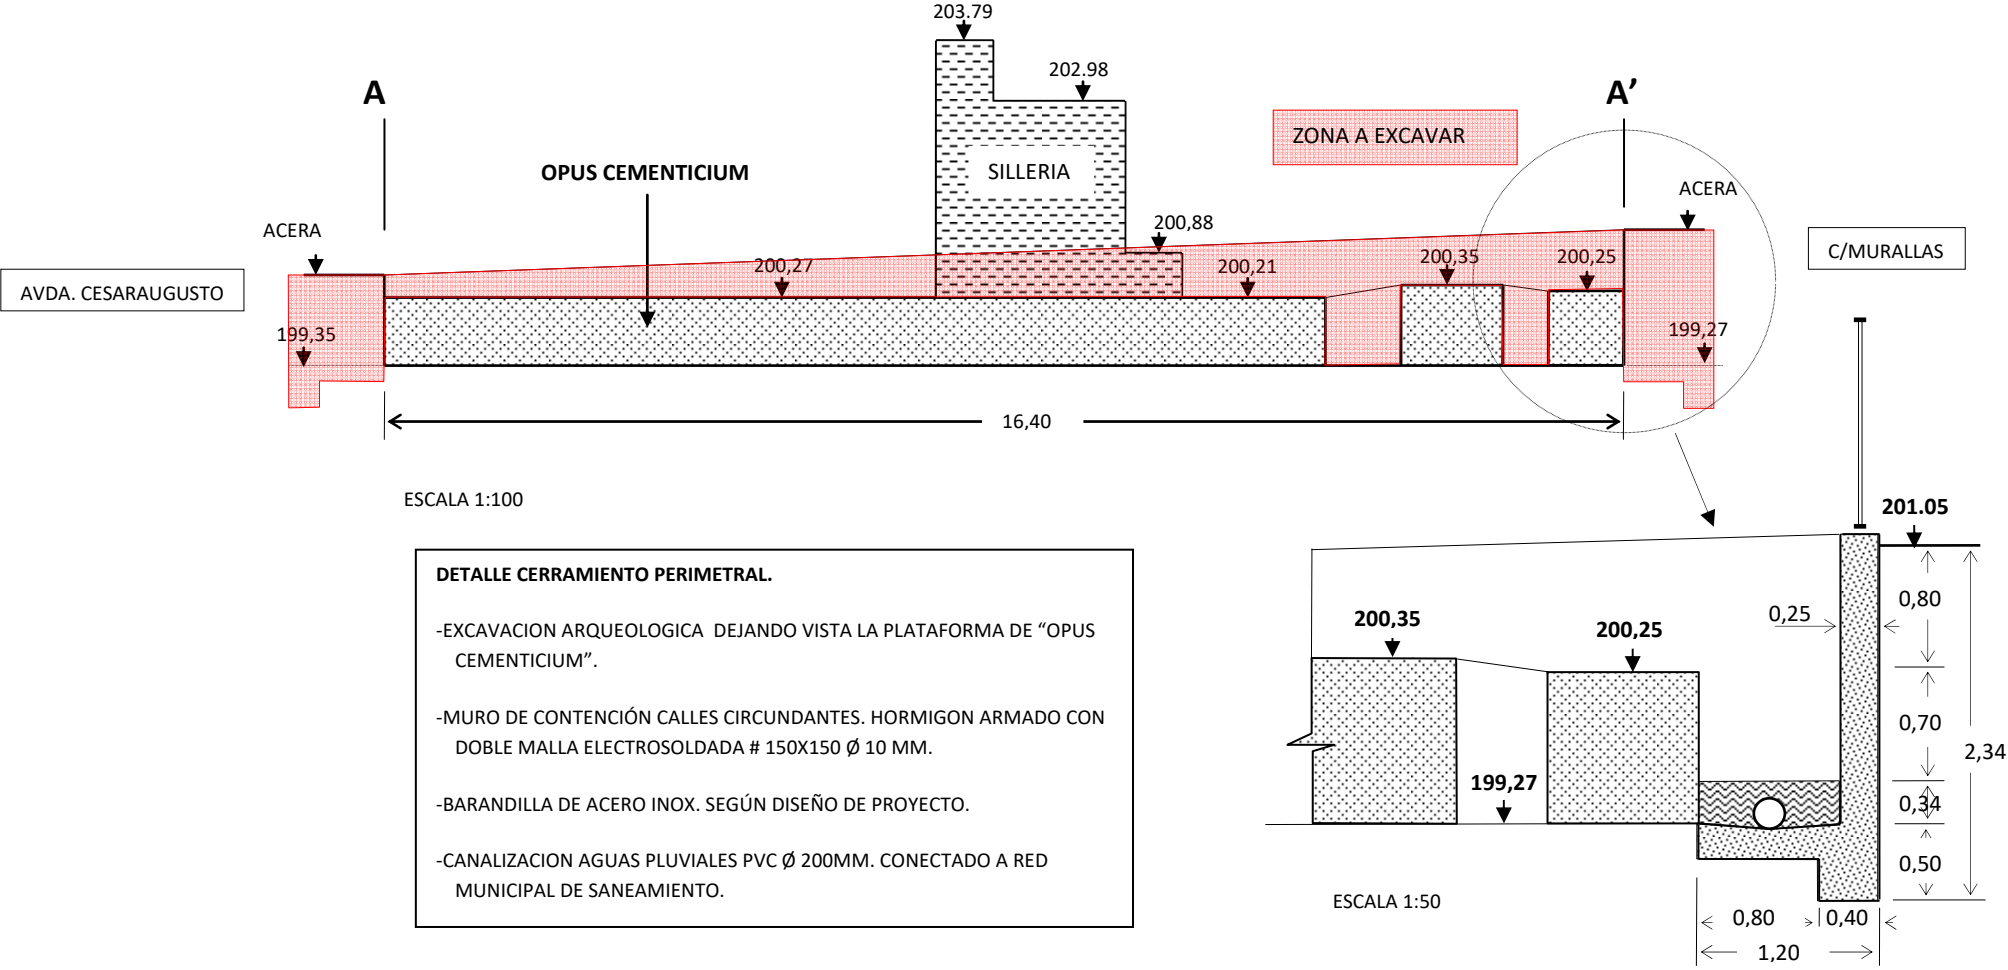 203.79
202.98
A
A’
ZONA A EXCAVAR
OPUS CEMENTICIUM
SILLERIA
ACERA
ACERA
200,88
C/MURALLAS
AVDA. CESARAUGUSTO
200,27
200,21
200,35
200,25
199,35
199,27
16,40
ESCALA 1:100
DETALLE CERRAMIENTO PERIMETRAL.
-EXCAVACION ARQUEOLOGICA DEJANDO VISTA LA PLATAFORMA DE “OPUS
CEMENTICIUM”.
-MURO DE CONTENCIÓN CALLES CIRCUNDANTES. HORMIGON ARMADO CON
DOBLE MALLA ELECTROSOLDADA # 150X150 Ø 10 MM.
-BARANDILLA DE ACERO INOX. SEGÚN DISEÑO DE PROYECTO.
-CANALIZACION AGUAS PLUVIALES PVC Ø 200MM. CONECTADO A RED
MUNICIPAL DE SANEAMIENTO.
201.05
200,35
200,25
0,25
0,80
0,70
2,34
199,27
0,34
0,50
ESCALA 1:50
0,80
0,40
1,20